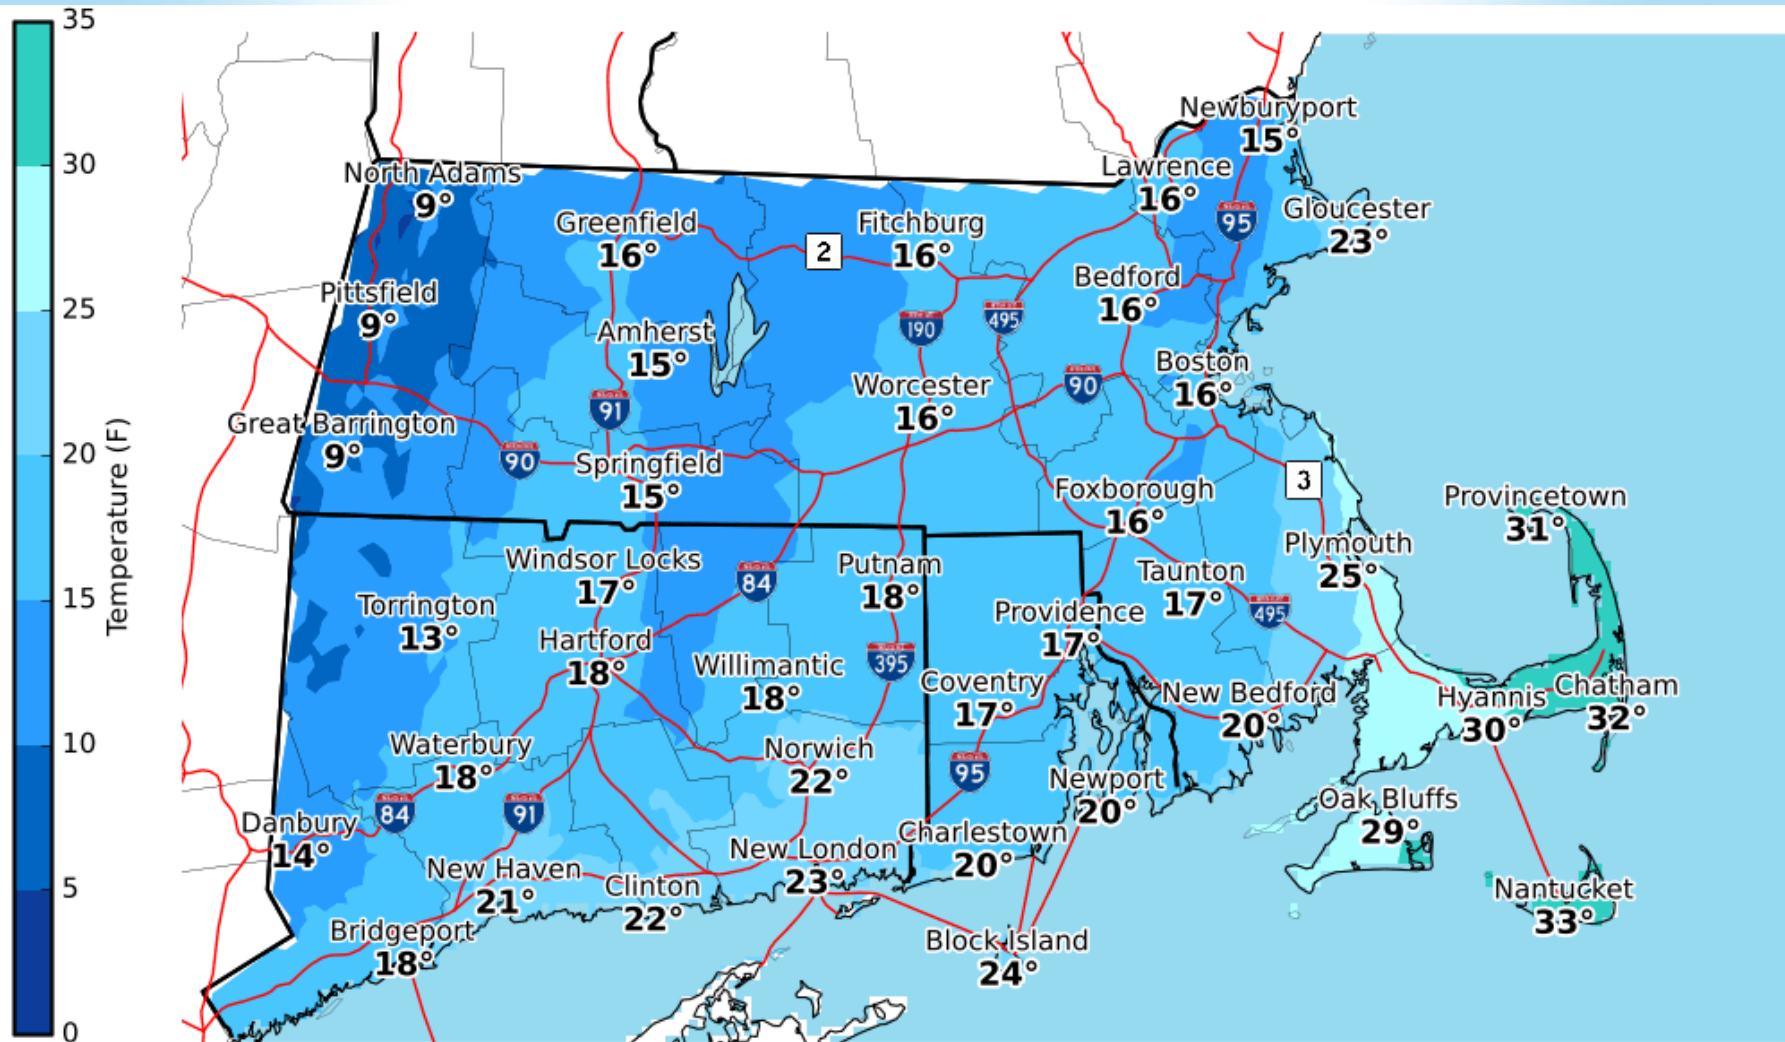 35
30
25
20
15
10
5
0
Temperature (F)
Newburyport
15°
Lawrence
16°
North Adams
9°
95
Gloucester
23°
Greenfield
16°
2
Fitchburg
16°
Bedford
16°
Pittsfield
9°
190
495
Amherst
15°
Boston
16°
Worcester
16°
90
91
Great Barrington
9°
90
Springfield
15°
3
Foxborough
16°
Provincetown
31°
Plymouth
25°
Windsor Locks
17°
84
Putnam
18°
Taunton
17°
495
Torrington
13°
Providence
17°
Hartford
18°
395
Willimantic
18°
Coventry
17°
New Bedford
20°
Hyannis
30°
Chatham
32°
Waterbury
18°
Norwich
22°
95
Newport
20°
Oak Bluffs
29°
84
91
Danbury
14°
Charlestown
20°
New London
23°
New Haven
21°
Clinton
22°
Nantucket
33°
Bridgeport
18°
Block Island
24°